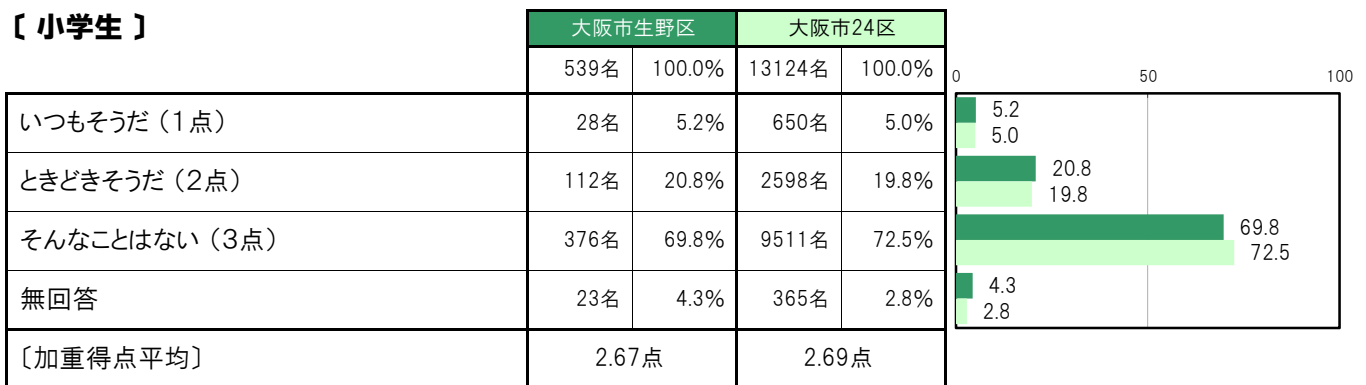 〔 小学生 〕
大阪市生野区 大阪市24区
539名 100.0% 13124名 100.0%
0 50 100
いつもそうだ（1点） 28名 5.2% 650名 5.0%
5.2
5.0
ときどきそうだ（2点） 112名 20.8% 2598名 19.8%
20.8
19.8
そんなことはない（3点） 376名 69.8% 9511名 72.5%
69.8
72.5
無回答 23名 4.3% 365名 2.8%
4.3
2.8
〔加重得点平均〕 2.67点 2.69点